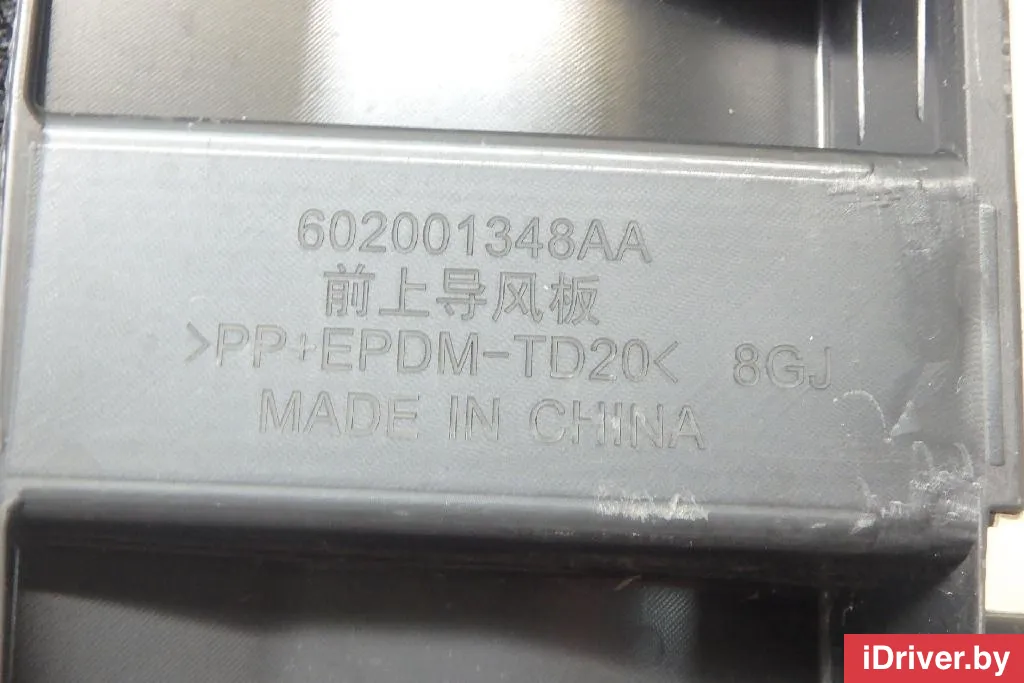 602001348AA
前上导风板
>PP+EPDM-TD20< 8GJ
MADE IN CHINA
iDriver.by